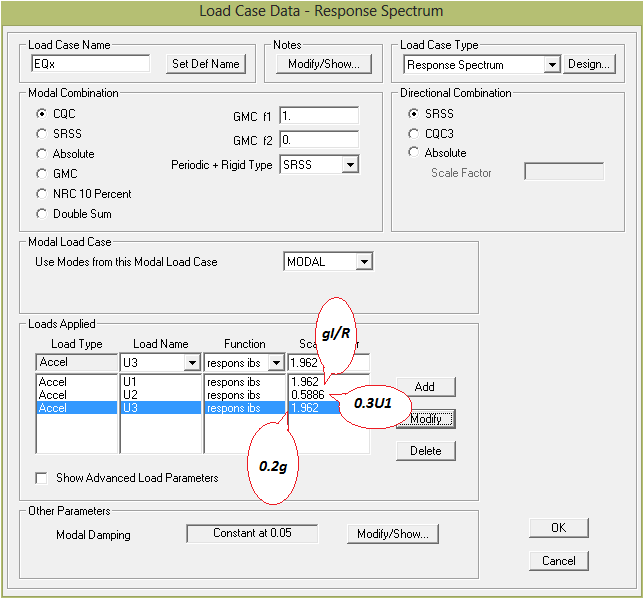 Load Case Data - Response Spectrum
Load Case Name
Notes
Load Case Type
EQx
Set Def Name
Modify/Show...
Response Spectrum
Design...
Modal Combination
Directional Combination
CQC
GMC f1
1.
SRSS
SRSS
GMC f2
0.
CQC3
Absolute
Periodic + Rigid Type
SRSS
Absolute
GMC
Scale Factor
NRC 10 Percent
Double Sum
Modal Load Case
Use Modes from this Modal Load Case
MODAL
Loads Applied
gI/R
Load Type
Load Name
Function
Accel
U3
respons ibs
1.962
Accel
U1
respons ibs
1.962
Add
Accel
U2
respons ibs
0.5886
0.3U1
Accel
U3
respons ibs
1.962
Modify
0.2g
Delete
Show Advanced Load Parameters
Other Parameters
Modal Damping
Constant at 0.05
Modify/Show...
OK
Cancel